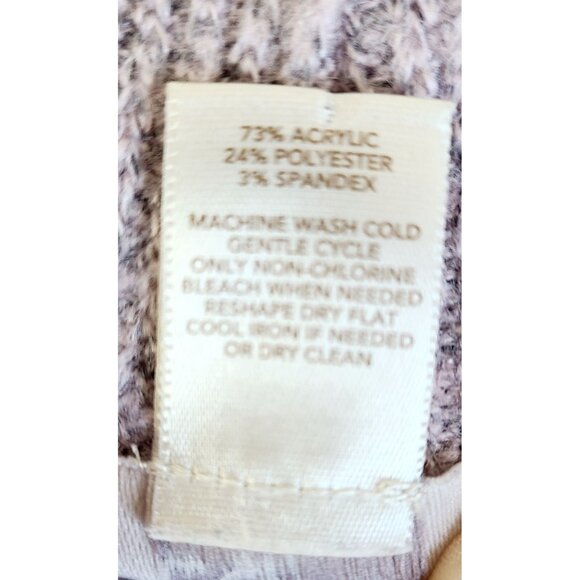 73% ACRYLIC
24% POLYESTER
3% SPANDEX
MACHINE WASH COLD
GENTLE CYCLE
ONLY NON-CHLORINE
BLEACH WHEN NEEDED
RESHAPE DRY FLAT
COOL IRON IF NEEDED
OR DRY CLEAN